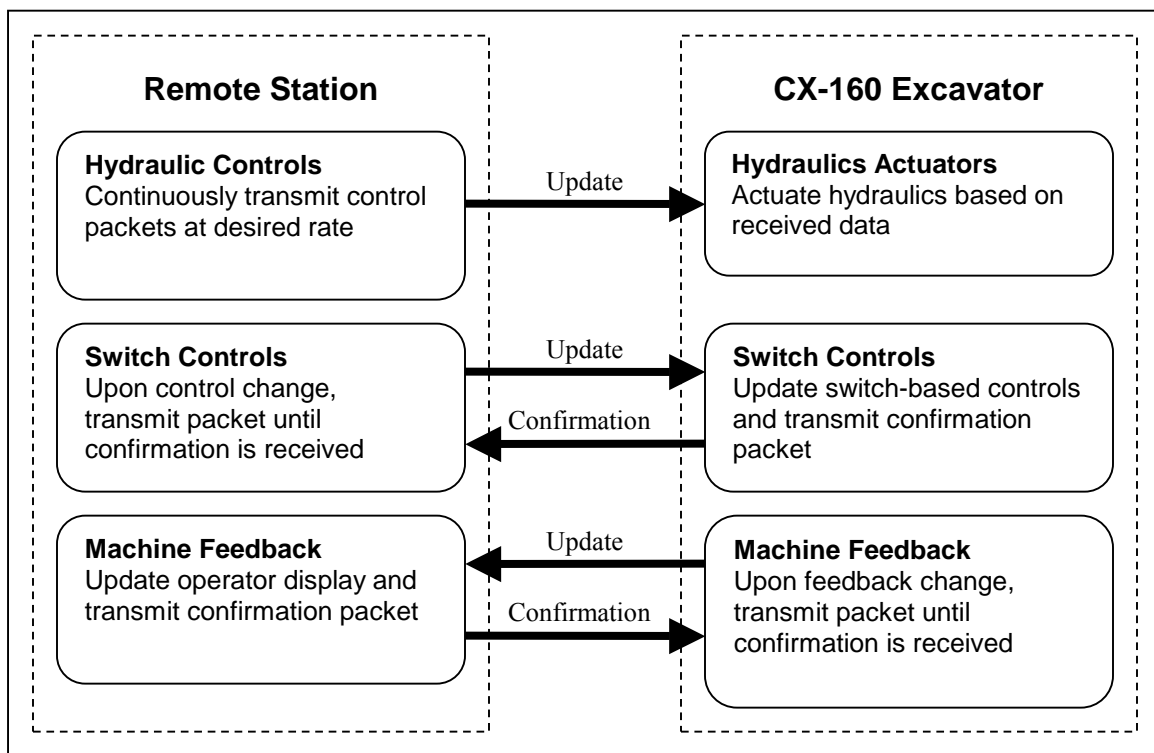 Remote Station
Hydraulic Controls
Continuously transmit control
packets at desired rate
Update
CX-160 Excavator
Hydraulics Actuators
Actuate hydraulics based on
received data
Switch Controls
Upon control change,
transmit packet until
confirmation is received
Update
Confirmation
Switch Controls
Update switch-based controls
and transmit confirmation
packet
Machine Feedback
Update operator display and
transmit confirmation packet
Update
Confirmation
Machine Feedback
Upon feedback change,
transmit packet until
confirmation is received